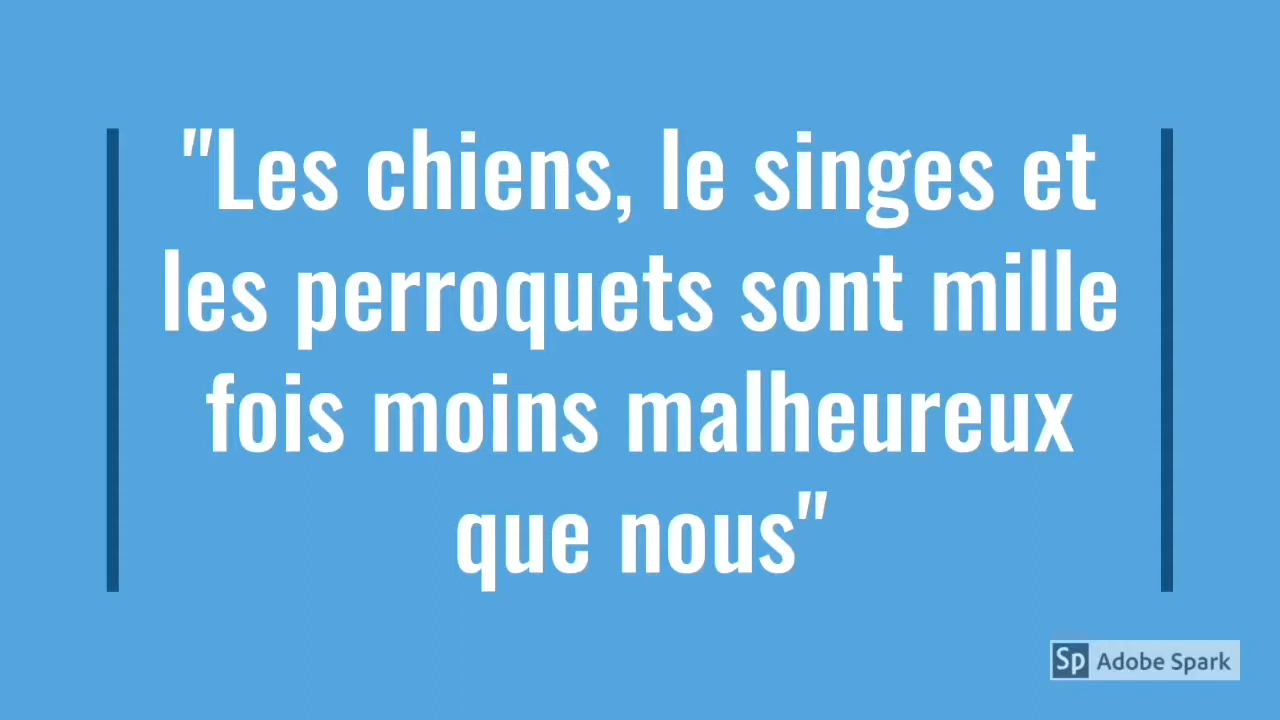 "Les chiens, le singes et
les perroquets sont mille
fois moins malheureux
que nous"
Sp Adobe Spark